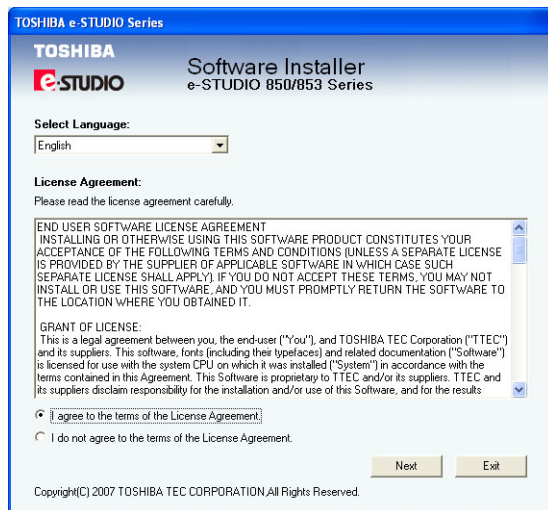 TOSHIBA e-STUDIO Series
TOSHIBA
e-STUDIO
Software Installer
e-STUDIO 850/853 Series
Select Language:
English
License Agreement:
Please read the license agreement carefully.
END USER SOFTWARE LICENSE AGREEMENT
INSTALLING OR OTHERWISE USING THIS SOFTWARE PRODUCT CONSTITUTES YOUR
ACCEPTANCE OF THE FOLLOWING TERMS AND CONDITIONS (UNLESS A SEPARATE LICENSE
IS PROVIDED BY THE SUPPLIER OF APPLICABLE SOFTWARE IN WHICH CASE SUCH
SEPARATE LICENSE SHALL APPLY). IF YOU DO NOT ACCEPT THESE TERMS, YOU MAY NOT
INSTALL OR USE THIS SOFTWARE, AND YOU MUST PROMPTLY RETURN THE SOFTWARE TO
THE LOCATION WHERE YOU OBTAINED IT.
GRANT OF LICENSE:
This is a legal agreement between you, the end-user ("You"), and TOSHIBA TEC Corporation ("TTEC")
and its suppliers. This software, fonts (including their typefaces) and related documentation ("Software")
is licensed for use with the system CPU on which it was installed ("System") in accordance with the
terms contained in this Agreement. This Software is proprietary to TTEC and/or its suppliers. TTEC and
its suppliers disclaim responsibility for the installation and/or use of this Software, and for the results
I agree to the terms of the License Agreement.
I do not agree to the terms of the License Agreement.
Next
Exit
Copyright(C) 2007 TOSHIBA TEC CORPORATION,All Rights Reserved.